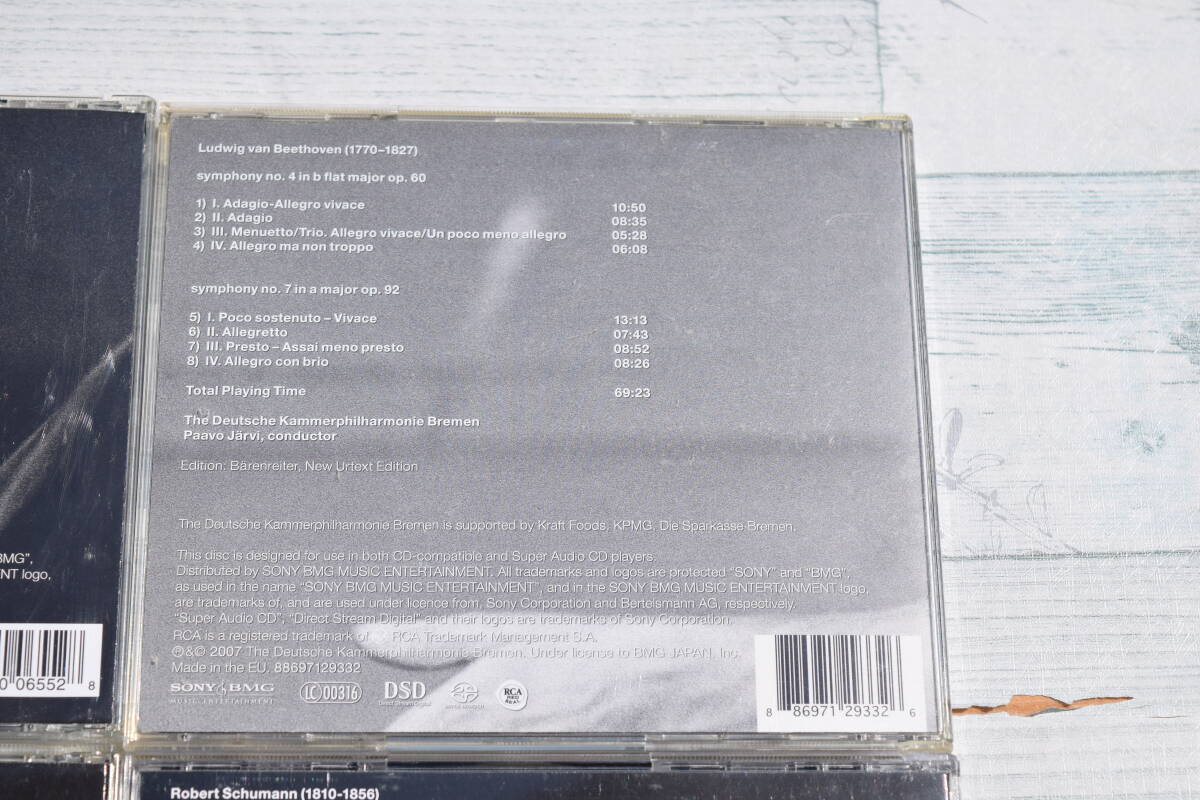 Ludwig van Beethoven (1770–1827)
symphony no. 4 in b flat major op. 60
1) I. Adagio-Allegro vivace 10:50
2) II. Adagio 08:35
3) III. Menuetto/Trio. Allegro vivace/Un poco meno allegro 05:28
4) IV. Allegro ma non troppo 06:08
symphony no. 7 in a major op. 92
5) I. Poco sostenuto – Vivace 13:13
6) II. Allegretto 07:43
7) III. Presto – Assai meno presto 08:52
8) IV. Allegro con brio 08:26
Total Playing Time 69:23
The Deutsche Kammerphilharmonie Bremen
Paavo Järvi, conductor
Edition: Bärenreiter, New Urtext Edition
The Deutsche Kammerphilharmonie Bremen is supported by Kraft Foods, KPMG, Die Sparkasse Bremen.
This disc is designed for use in both CD-compatible and Super Audio CD players.
Distributed by SONY BMG MUSIC ENTERTAINMENT. All trademarks and logos are protected "SONY" and "BMG",
as used in the name "SONY BMG MUSIC ENTERTAINMENT", and in the SONY BMG MUSIC ENTERTAINMENT logo,
are trademarks of, and are used under licence from, Sony Corporation and Bertelsmann AG, respectively.
"Super Audio CD", "Direct Stream Digital" and their logos are trademarks of Sony Corporation.
RCA is a registered trademark of RCA Trademark Management S.A.
℗&© 2007 The Deutsche Kammerphilharmonie Bremen. Under license to BMG JAPAN, Inc.
Made in the EU. 88697129332
SONY BMG
MUSIC ENTERTAINMENT
LC 00316
DSD
Direct Stream Digital
RCA
RED
SEAL
8 86971 29332 6
BMG",
NT logo,
0 06552 8
Robert Schumann (1810-1856)